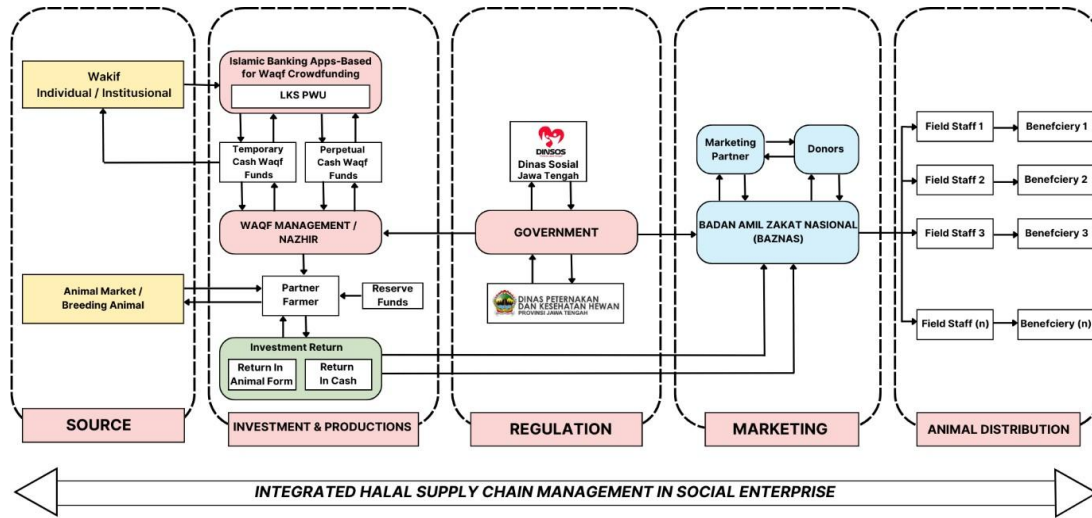 Wakif
Individual / Institutional
Animal Market /
Breeding Animal
SOURCE
Islamic Banking Apps-Based
for Waqf Crowdfunding
LKS PWU
Temporary
Cash Waqf
Funds
Perpetual
Cash Waqf
Funds
WAQF MANAGEMENT /
NAZHIR
Partner
Farmer
Reserve
Funds
Investment Return
Return In
Animal Form
Return
In Cash
INVESTMENT & PRODUCTIONS
DINSOS
Dinas Sosial
Jawa Tengah
GOVERNMENT
DINAS PETERNAKAN
DAN KESEHATAN HEWAN
PROVINSI JAWA TENGAH
REGULATION
Marketing
Partner
Donors
BADAN AMIL ZAKAT NASIONAL
(BAZNAS)
MARKETING
Field Staff 1
Benefciery 1
Field Staff 2
Benefciery 2
Field Staff 3
Benefciery 3
Field Staff (n)
Benefciery (n)
ANIMAL DISTRIBUTION
INTEGRATED HALAL SUPPLY CHAIN MANAGEMENT IN SOCIAL ENTERPRISE